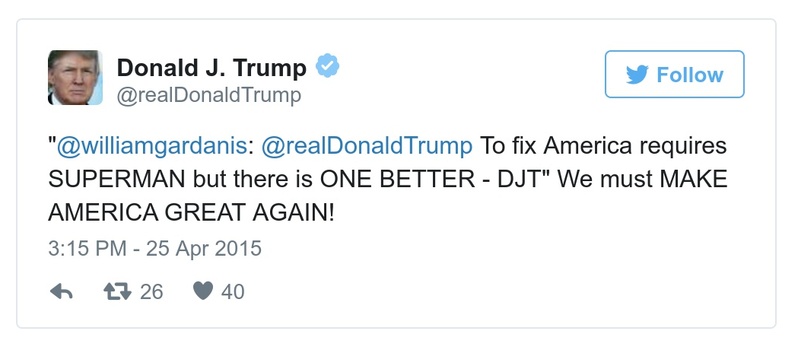 Donald J. Trump
@realDonaldTrump
Follow
"@williamgardanis: @realDonaldTrump To fix America requires
SUPERMAN but there is ONE BETTER - DJT" We must MAKE
AMERICA GREAT AGAIN!
3:15 PM - 25 Apr 2015
26 40